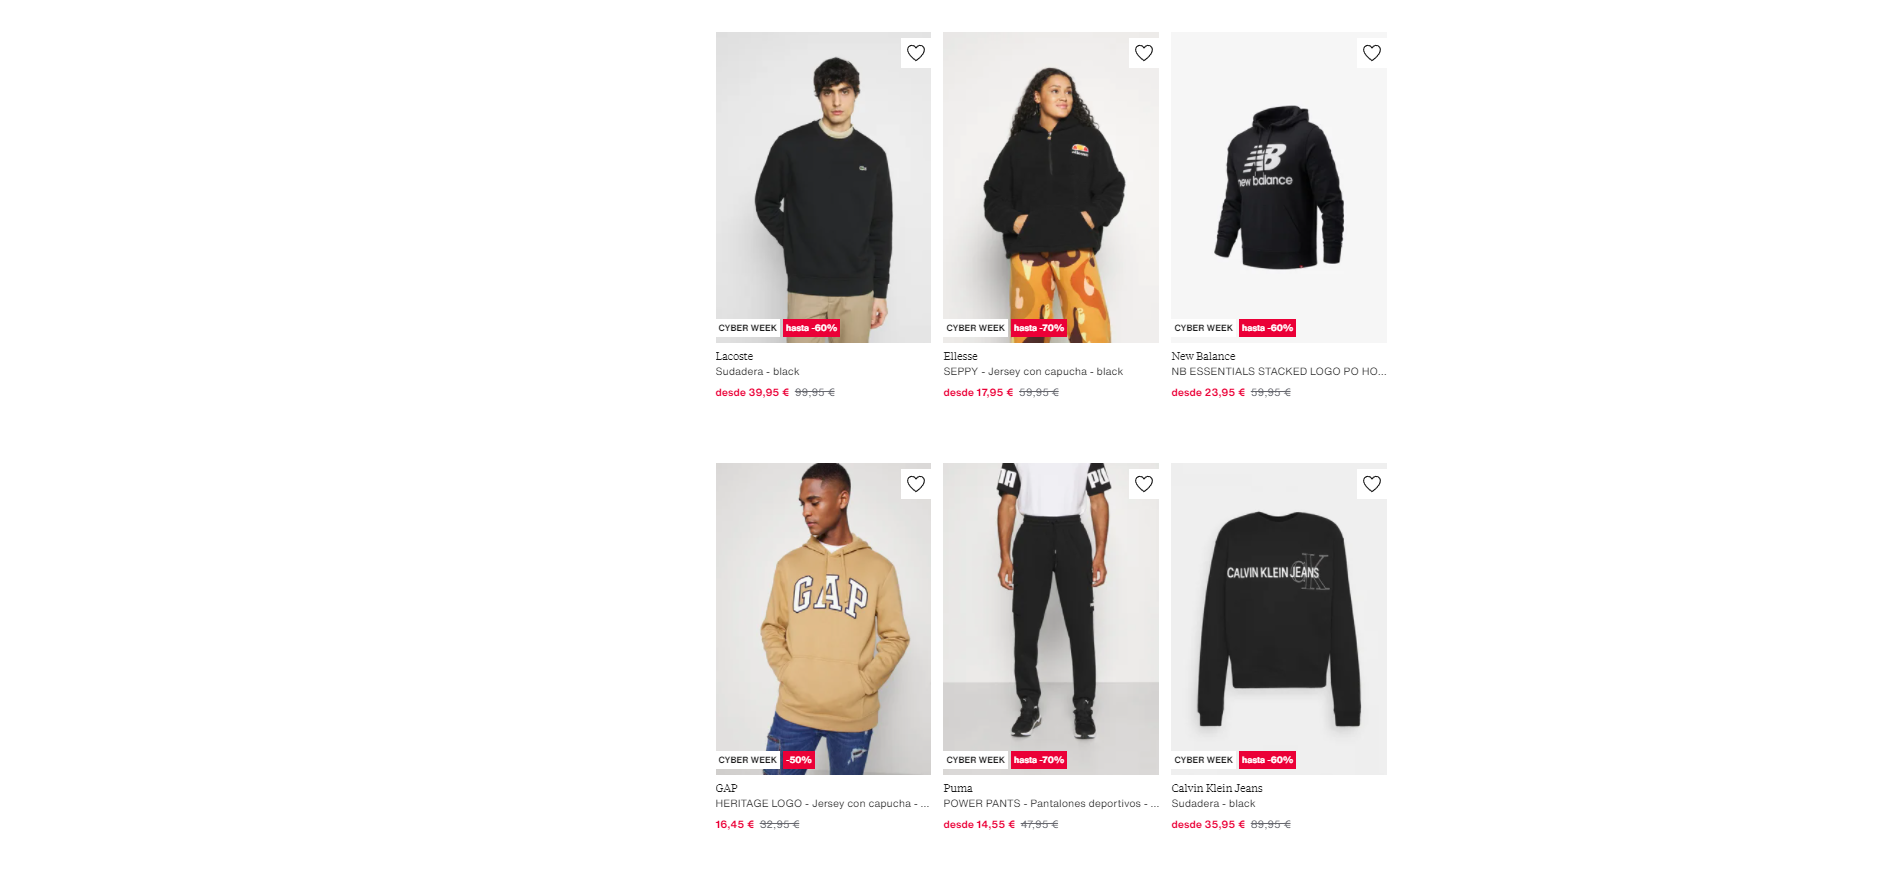 new balance
CYBER WEEK hasta -60%
Lacoste
Sudadera - black
desde 39,95 € 99,95 €
CYBER WEEK hasta -70%
Ellesse
SEPPY - Jersey con capucha - black
desde 17,95 € 59,95 €
CYBER WEEK hasta -60%
New Balance
NB ESSENTIALS STACKED LOGO PO HO...
desde 23,95 € 59,95 €
GAP
CYBER WEEK -50%
GAP
HERITAGE LOGO - Jersey con capucha - ...
16,45 € 32,95 €
CYBER WEEK hasta -70%
Puma
POWER PANTS - Pantalones deportivos - ...
desde 14,55 € 47,95 €
CALVIN KLEIN JEANS
CK
CYBER WEEK hasta -60%
Calvin Klein Jeans
Sudadera - black
desde 35,95 € 89,95 €